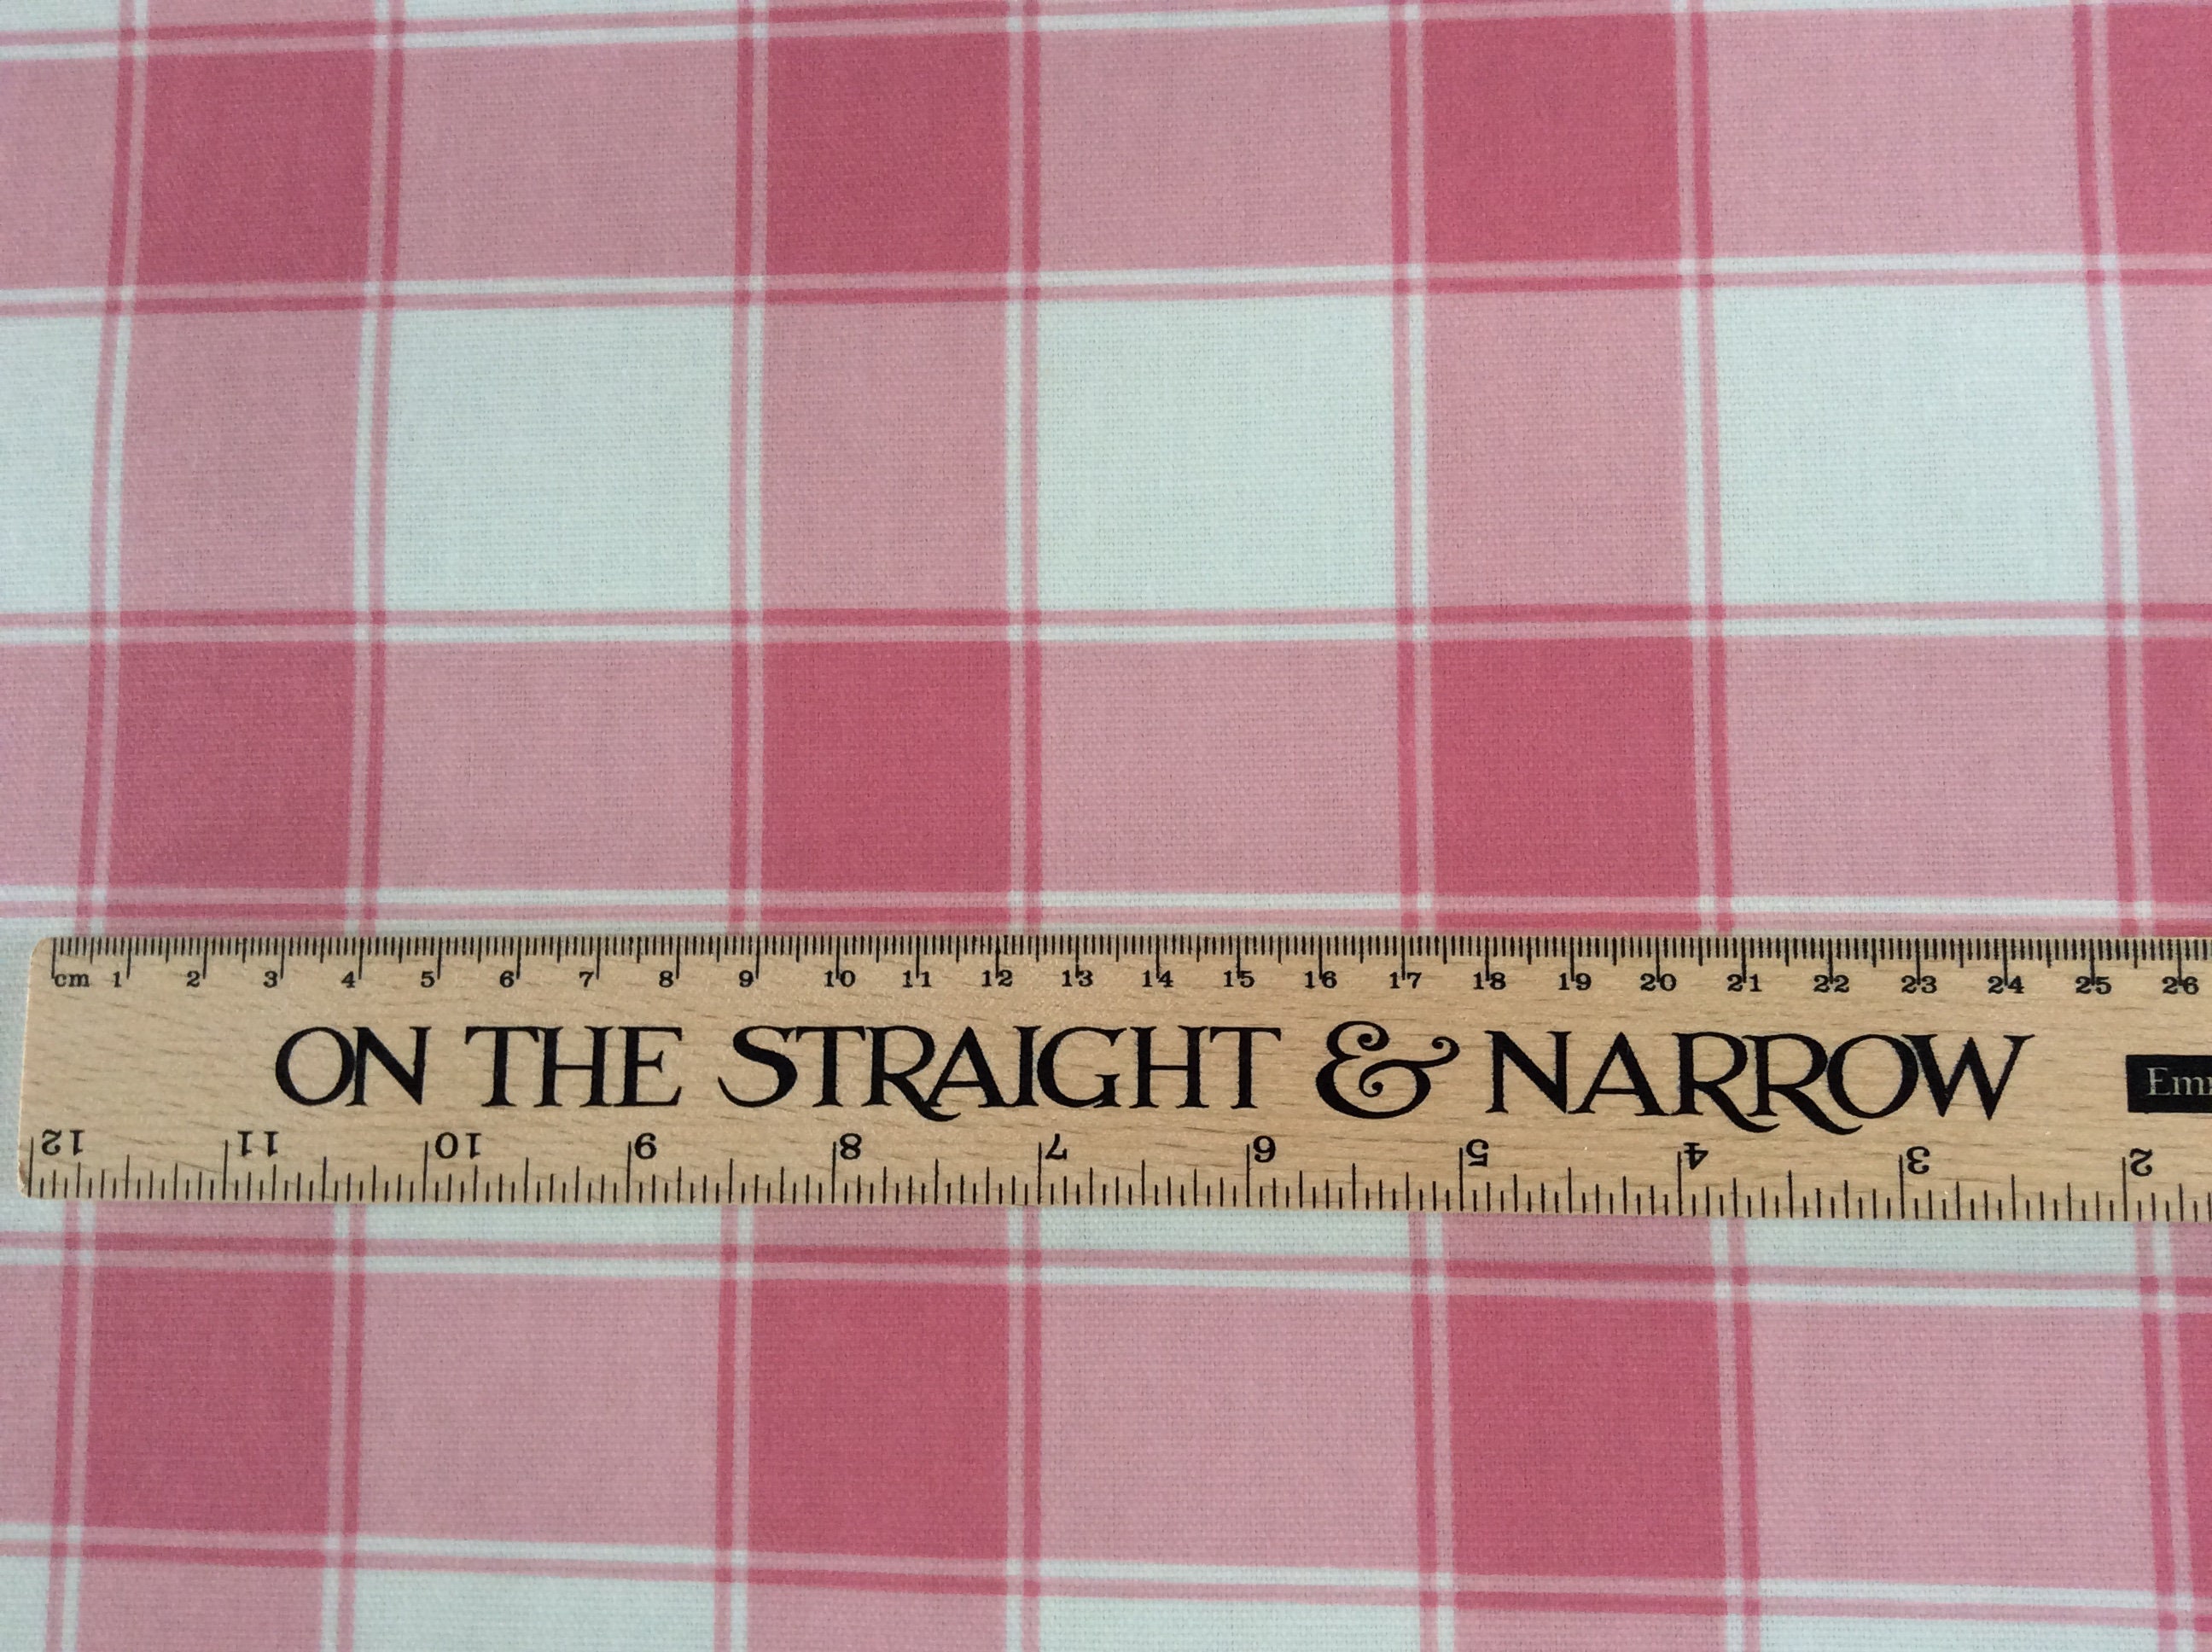 cm 1 2 3 4 5 6 7 8 9 10 11 12 13 14 15 16 17 18 19 20 21 22 23 24 25 26
ON THE STRAIGHT & NARROW
12 11 10 9 8 7 6 5 4 3 2